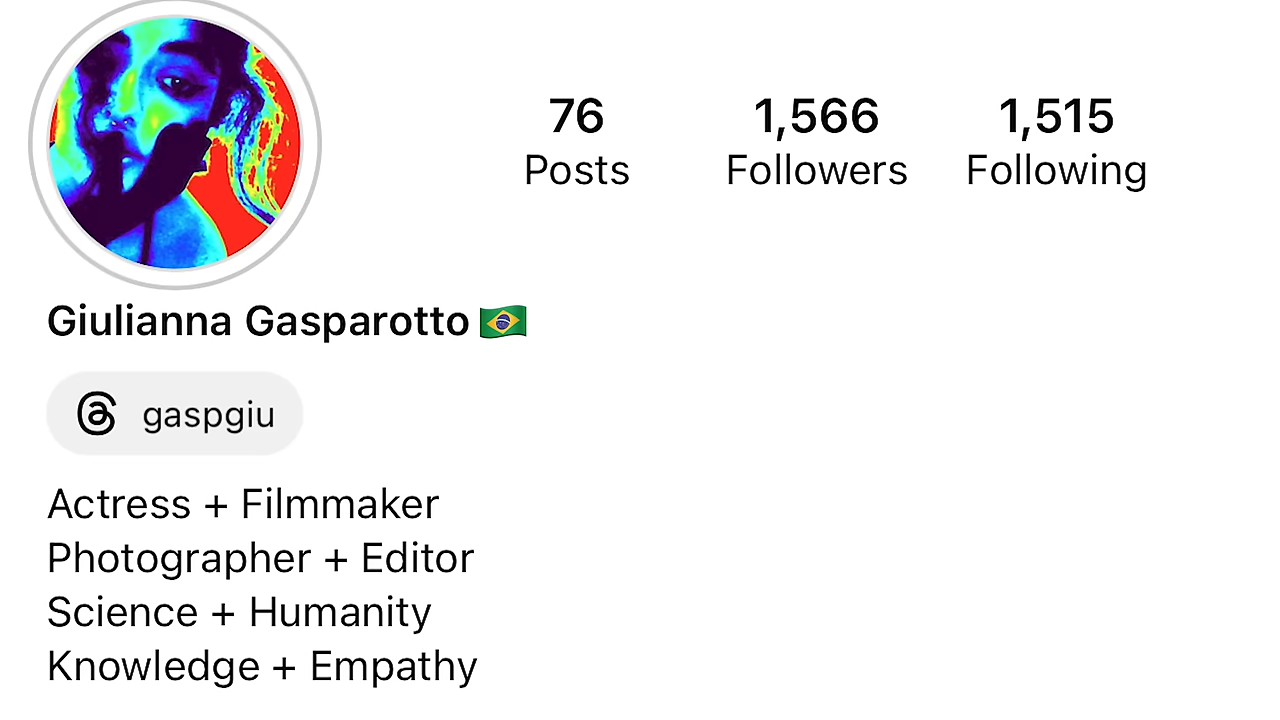 76 1,566 1,515
Posts Followers Following
Giulianna Gasparotto 🇧🇷
gaspgiu
Actress + Filmmaker
Photographer + Editor
Science + Humanity
Knowledge + Empathy